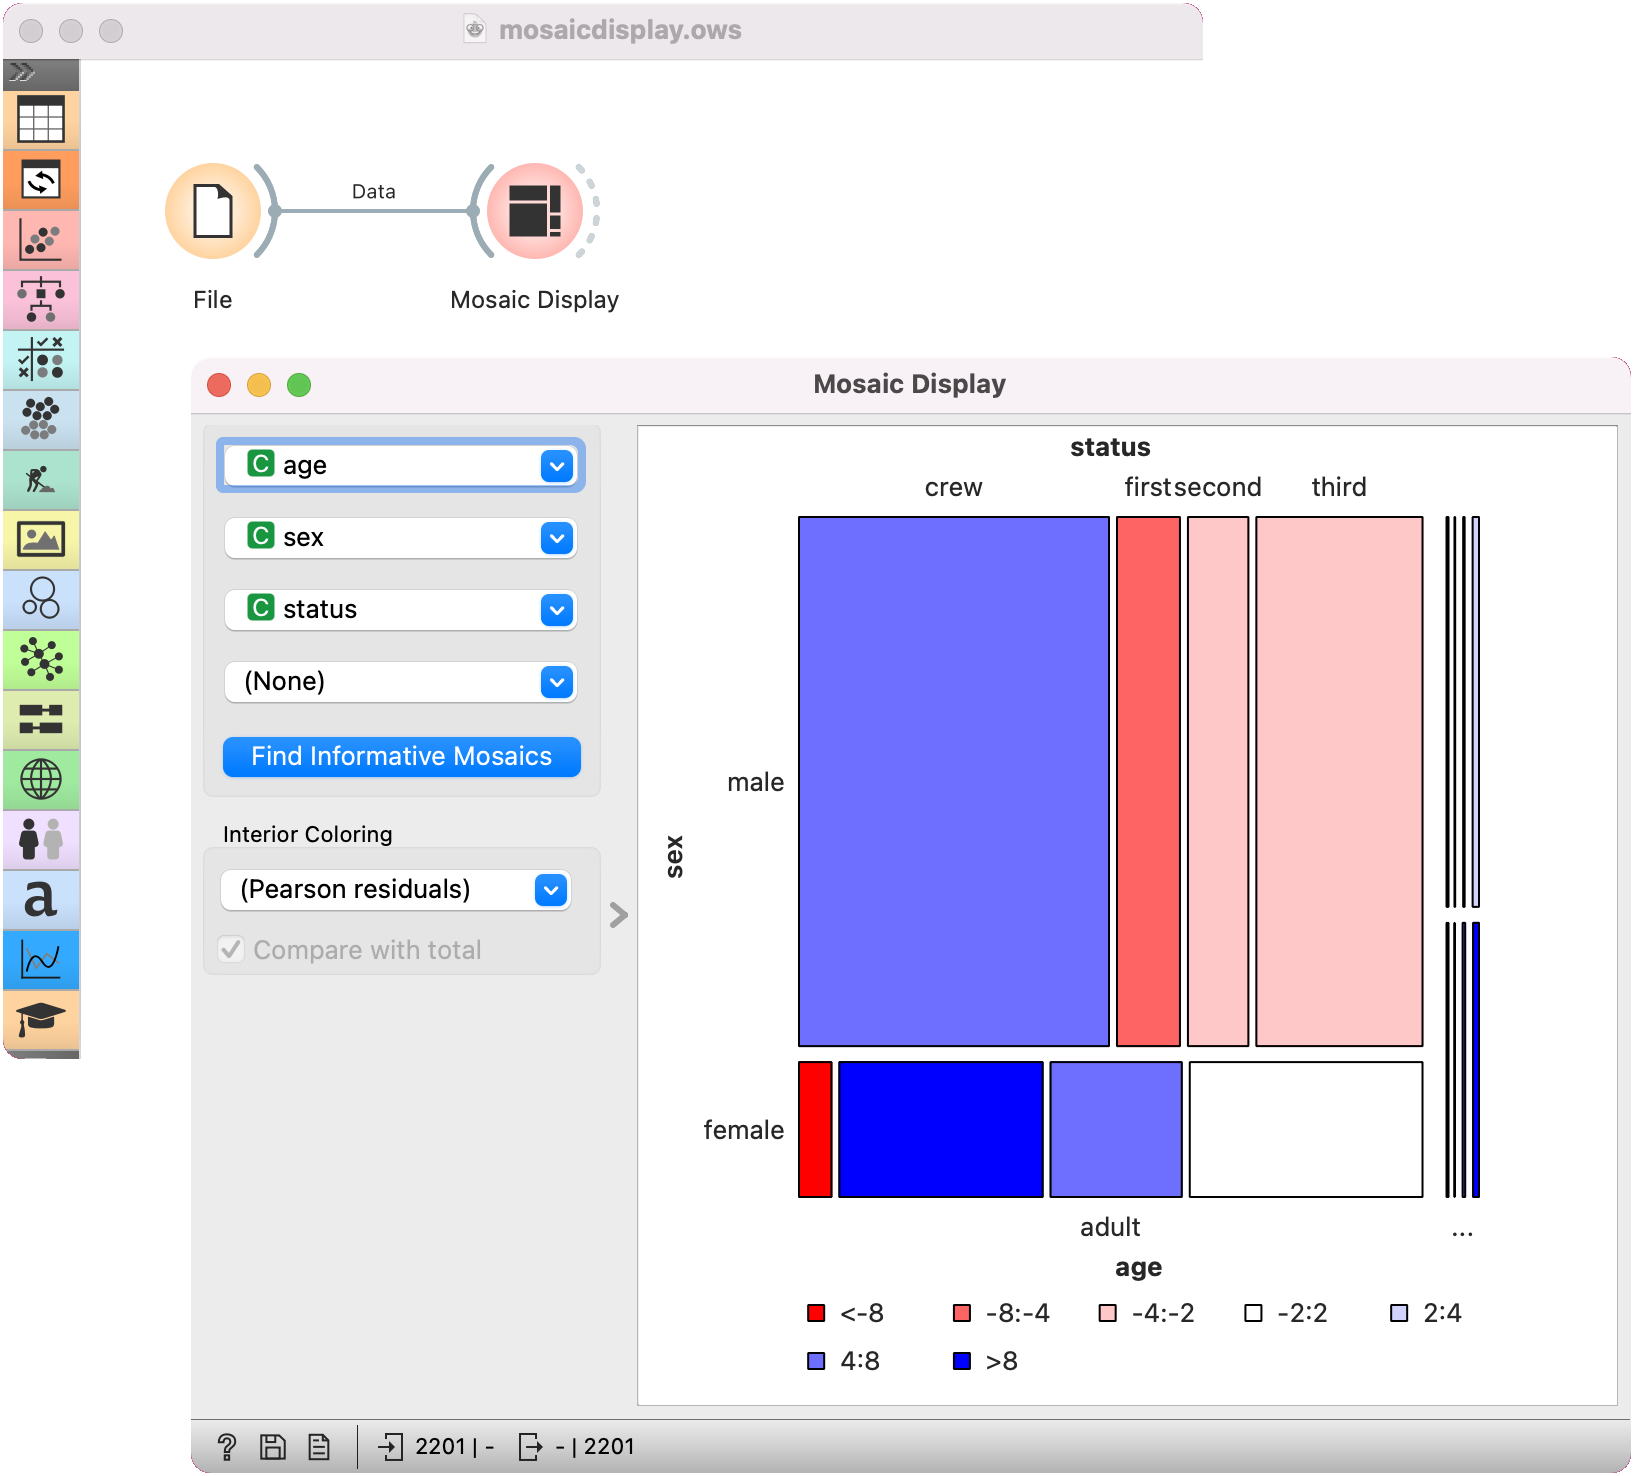 mosaicdisplay.ows
Data
File
Mosaic Display
Mosaic Display
C age
C sex
C status
(None)
Find Informative Mosaics
Interior Coloring
(Pearson residuals)
Compare with total
status
crew first second third
male
sex
female
adult ...
age
<-8 -8:-4 -4:-2 -2:2 2:4
4:8 >8
? 2201 | - - | 2201
a